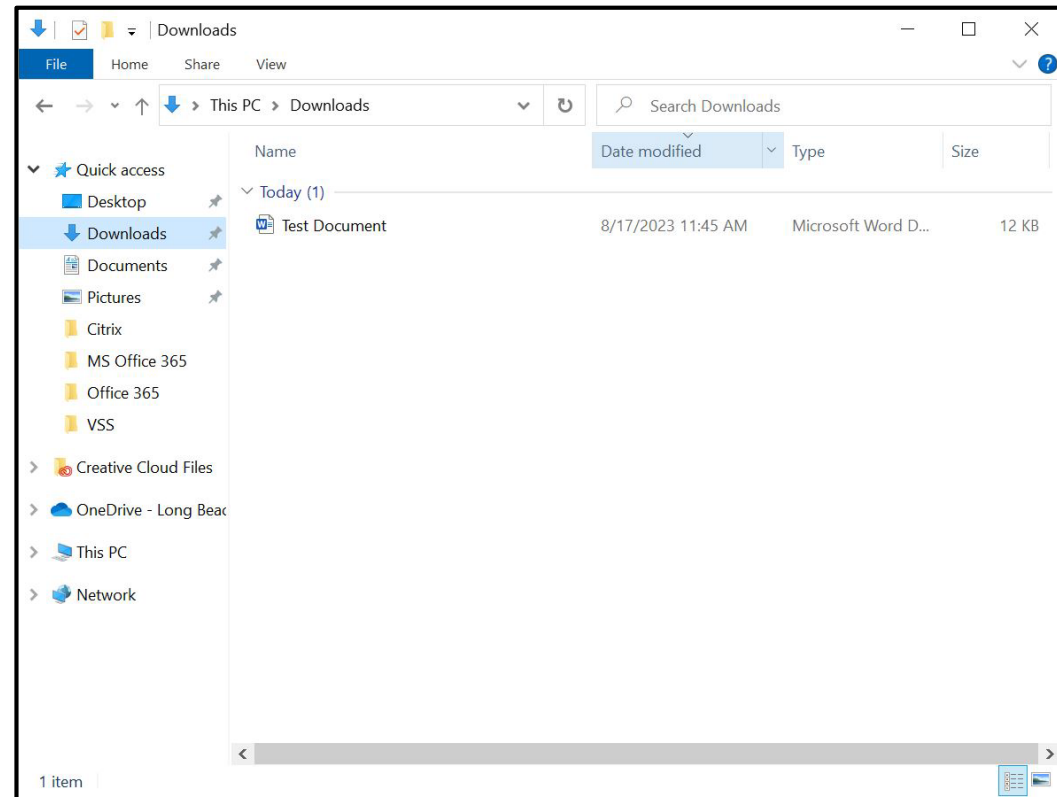 Downloads
File Home Share View
This PC > Downloads
Search Downloads
Name Date modified Type Size
Quick access
Desktop
Downloads
Documents
Pictures
Citrix
MS Office 365
Office 365
VSS
Creative Cloud Files
OneDrive - Long Beac
This PC
Network
Today (1)
Test Document 8/17/2023 11:45 AM Microsoft Word D... 12 KB
1 item